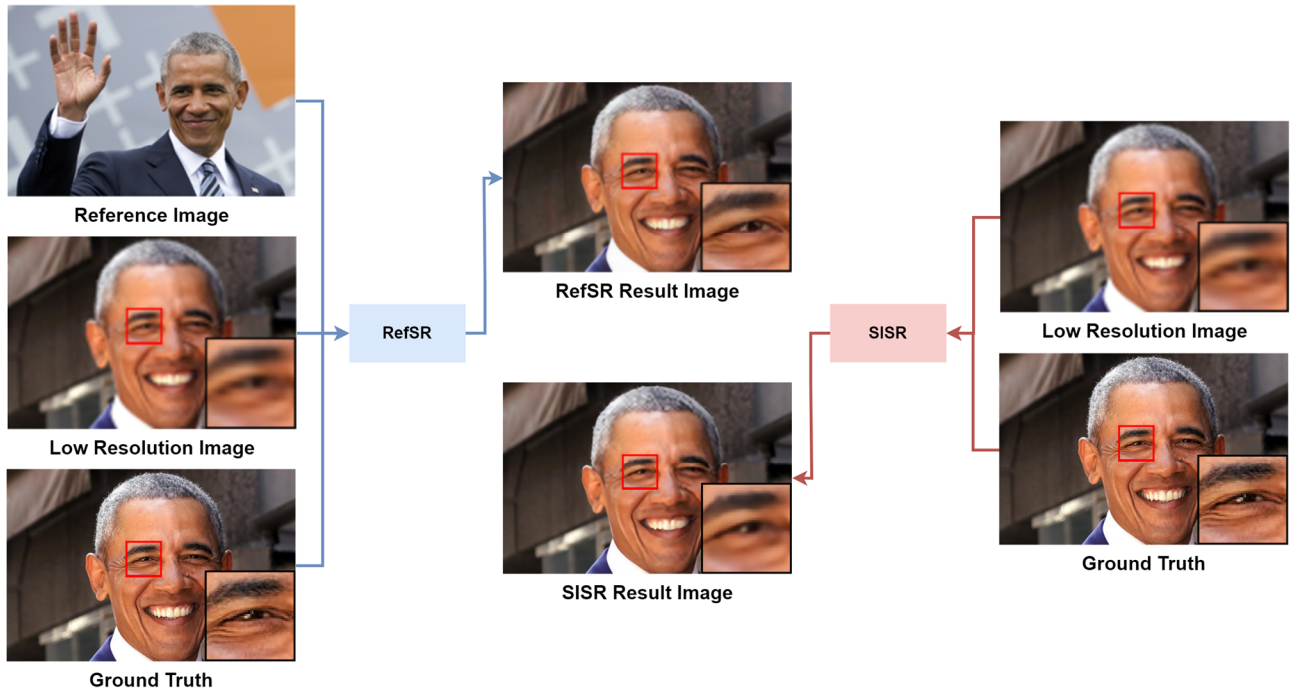 Reference Image
Low Resolution Image
Ground Truth
RefSR
RefSR Result Image
SISR Result Image
SISR
Low Resolution Image
Ground Truth